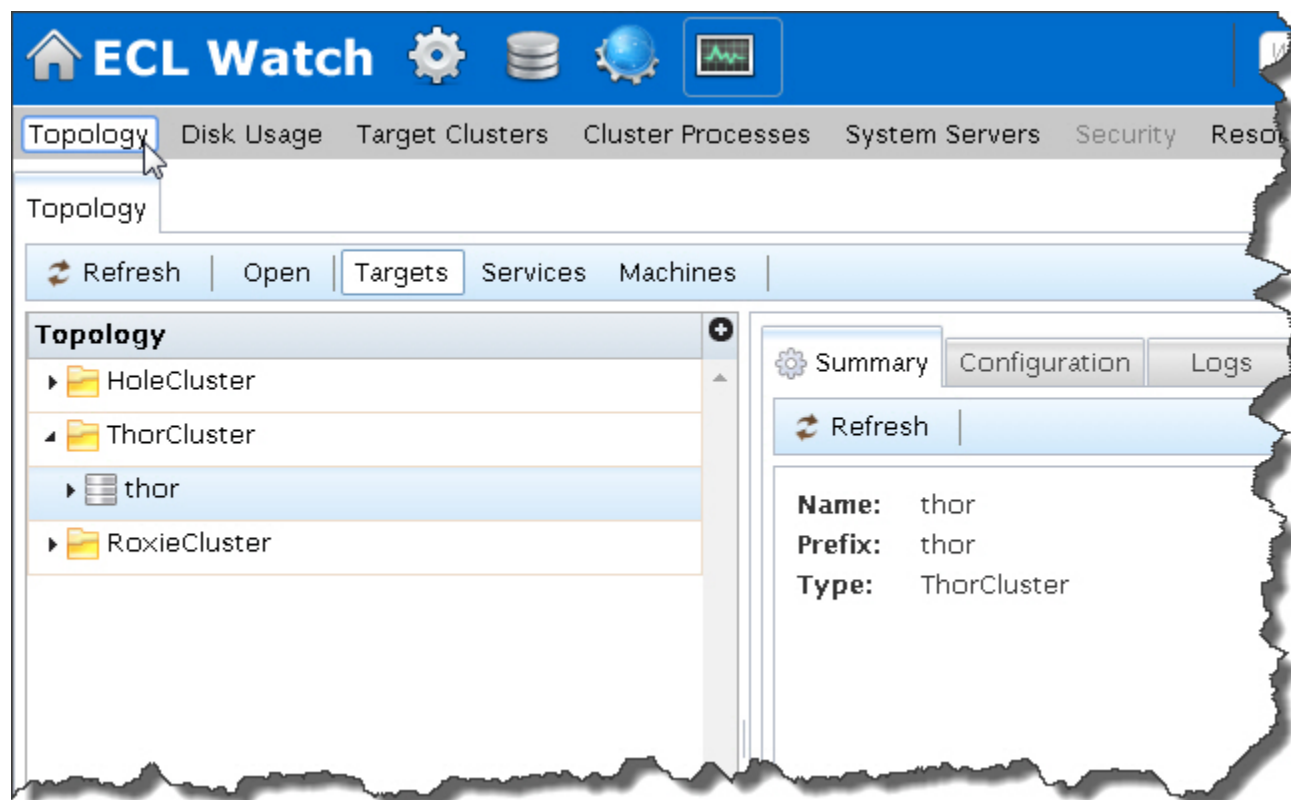 ECL Watch
Topology Disk Usage Target Clusters Cluster Processes System Servers Security
Topology
Refresh Open Targets Services Machines
Topology
HoleCluster
ThorCluster
thor
RoxieCluster
Summary Configuration Logs
Refresh
Name: thor
Prefix: thor
Type: ThorCluster